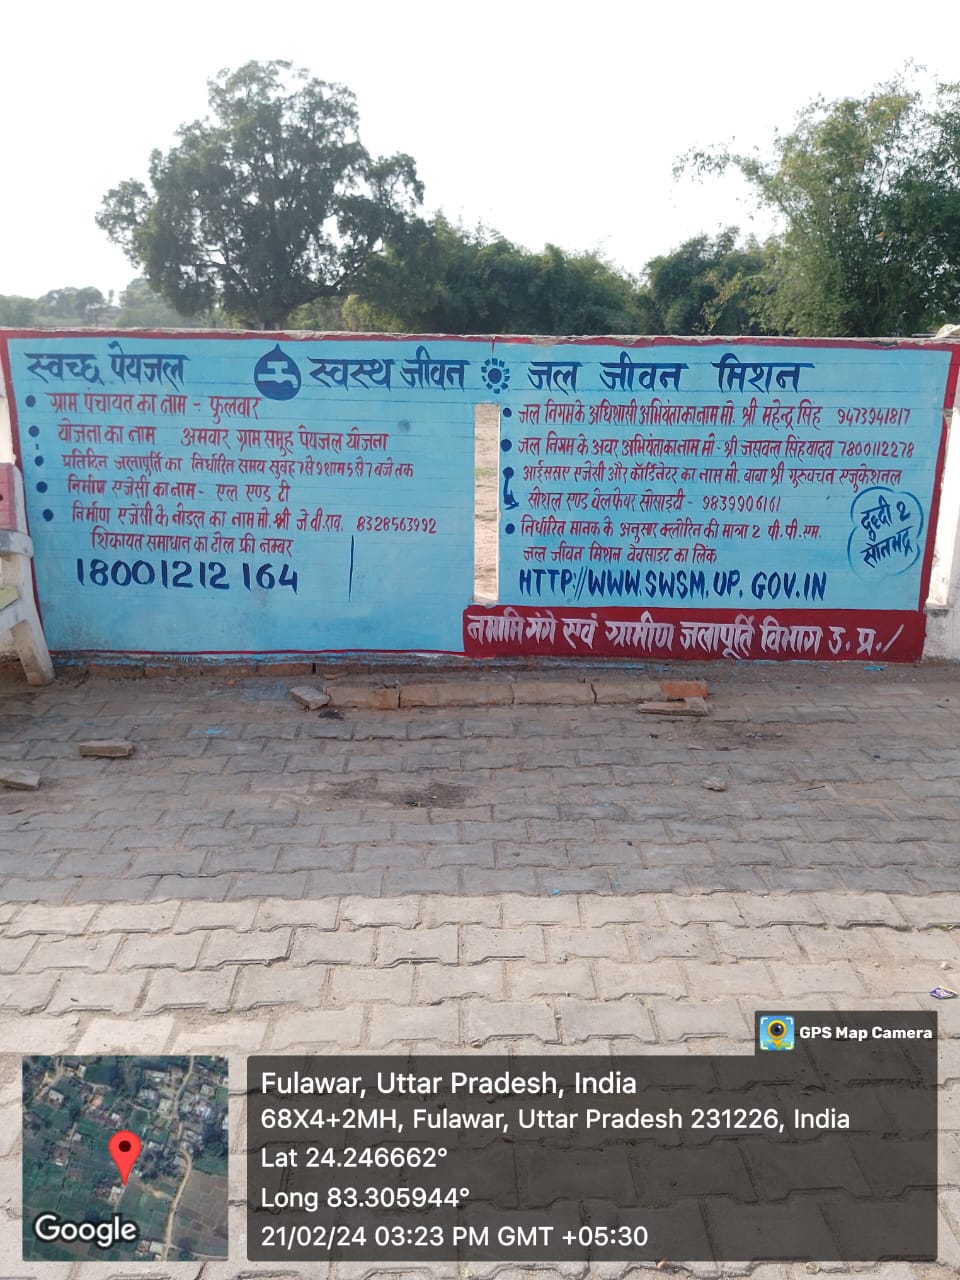 स्वच्छ पेयजल स्वस्थ जीवन
ग्राम पंचायत का नाम - फुलवार
योजना का नाम अमवार ग्राम समुह पेयजल योजना
प्रतिदिन जलापूर्ति का निर्धारित समय सुबह 7 से 9 शाम 5 से 7 बजे तक
निर्माण एजेंसी का नाम - एल एण्ड टी
निर्माण एजेंसी के नोडल का नाम मो. श्री जे.वी.राव. 8328563992
शिकायत समाधान का टोल फ्री नम्बर
18001212164
जल जीवन मिशन
जल निगम के अधिशासी अभियंता का नाम मो. श्री महेन्द्र सिंह 9473941817
जल निगम के अवर अभियंता का नाम मो - श्री जसवन्त सिंह यादव 7800112278
आईएसए एजेंसी और कॉर्डिनेटर का नाम मो. बाबा श्री गुरुवचन एजुकेशनल
सोशल एण्ड वेलफेयर सोसाइटी - 9839906161
निर्धारित मानक के अनुसार क्लोरिन की मात्रा 2 पी.पी.एम.
जल जीवन मिशन वेबसाइट का लिंक
HTTP://WWW.SWSM.UP.GOV.IN
दुद्दी 2
सोनभद्र
नमामि गंगे एवं ग्रामीण जलापूर्ति विभाग उ.प्र./
GPS Map Camera
Fulawar, Uttar Pradesh, India
68X4+2MH, Fulawar, Uttar Pradesh 231226, India
Lat 24.246662°
Long 83.305944°
21/02/24 03:23 PM GMT +05:30
Google